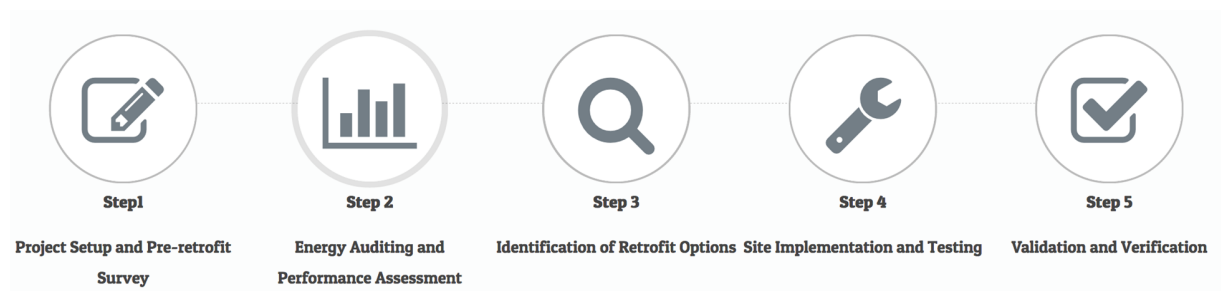 Step1
Step 2
Step 3
Step 4
Step 5
Project Setup and Pre-retrofit
Survey
Energy Auditing and
Performance Assessment
Identification of Retrofit Options
Site Implementation and Testing
Validation and Verification